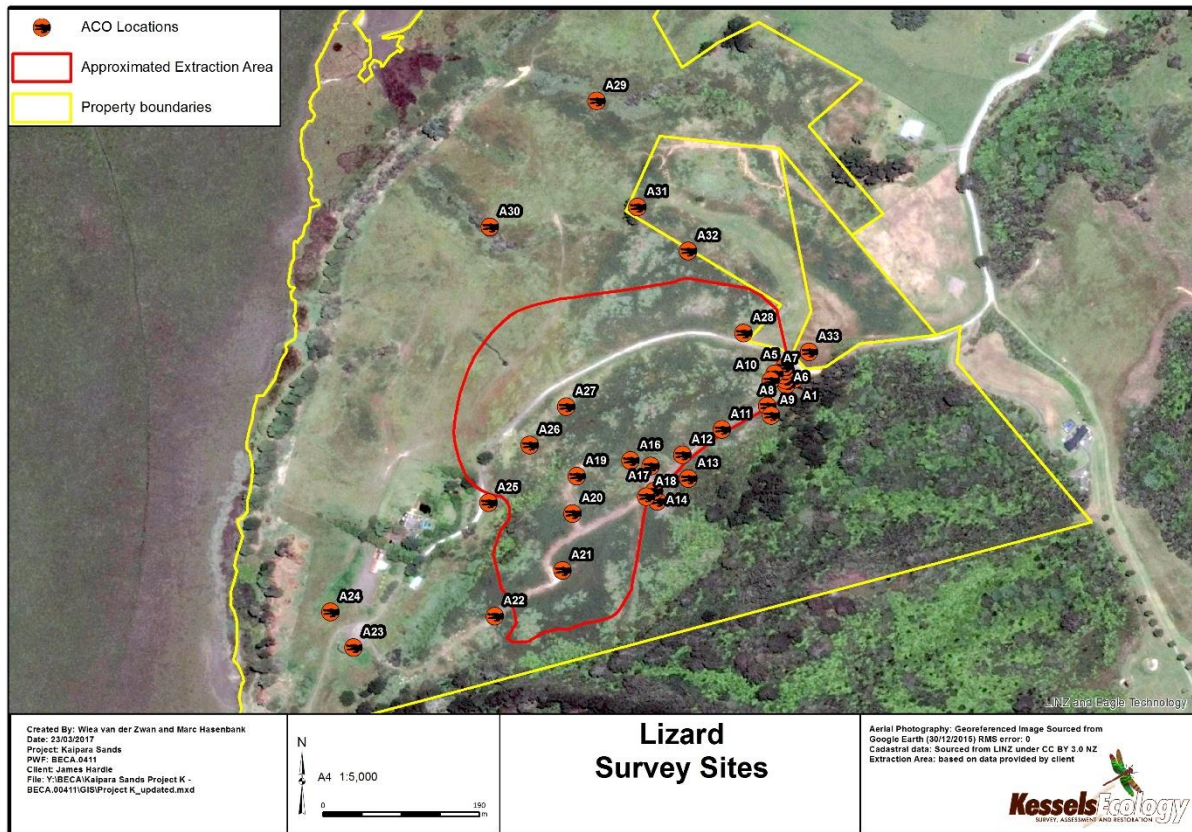 ACO Locations
Approximated Extraction Area
Property boundaries
A29
A31
A30
A32
A28
A33
A5
A7
A10
A6
A8
A1
A9
A27
A11
A26
A16
A12
A19
A17
A13
A18
A25
A20
A14
A21
A24
A22
A23
LINZ and Eagle Technology
Created By: Wiea van der Zwan and Marc Hasenbank
Date: 23/03/2017
Project: Kaipara Sands
PWF: BECA.0411
Client: James Hardie
File: Y:\BECA\Kaipara Sands Project K -
BECA.00411\GIS\Project K_updated.mxd
N
A4 1:5,000
0 190
m
Lizard
Survey Sites
Aerial Photography: Georeferenced Image Sourced from
Google Earth (30/12/2015) RMS error: 0
Cadastral data: Sourced from LINZ under CC BY 3.0 NZ
Extraction Area: based on data provided by client
KesselsEcology
SURVEY, ASSESSMENT AND RESTORATION